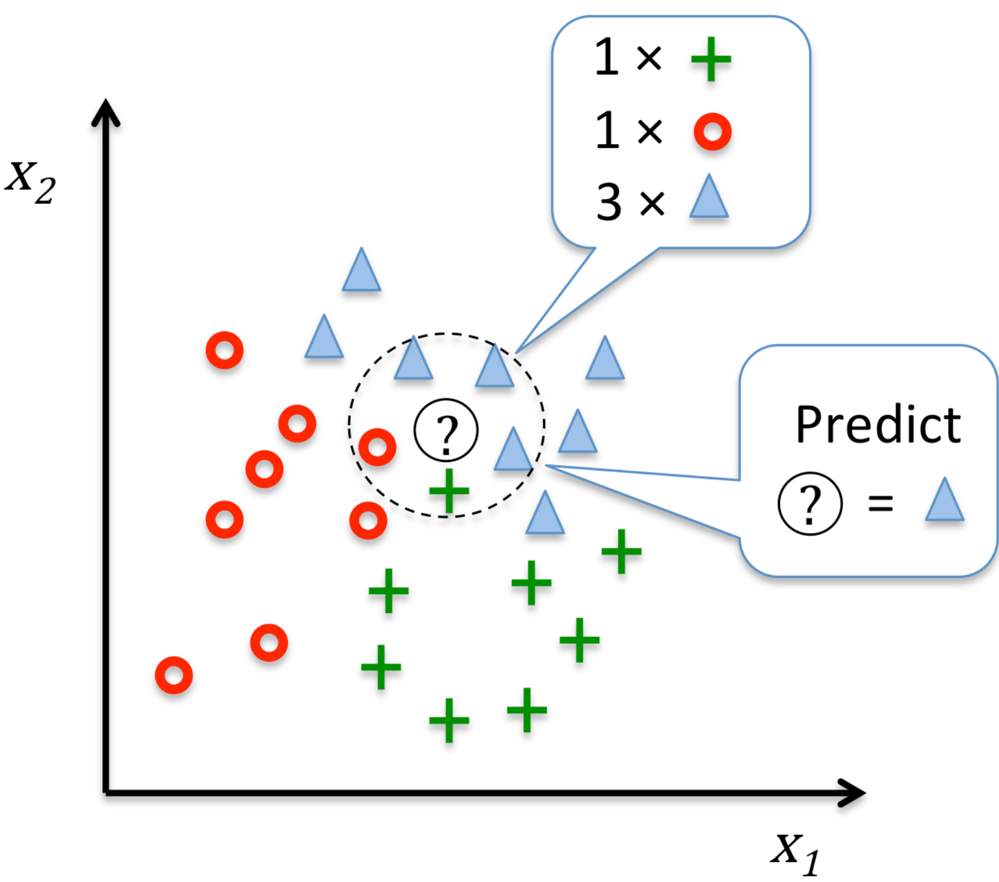 1 ×
1 ×
3 ×
x2
?
Predict
? =
x1